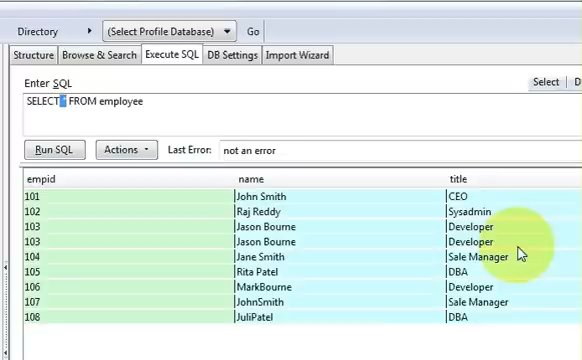 Directory (Select Profile Database) Go
Structure Browse & Search Execute SQL DB Settings Import Wizard
Enter SQL Select D
SELECT * FROM employee
Run SQL Actions Last Error: not an error
empid name title
101 John Smith CEO
102 Raj Reddy Sysadmin
103 Jason Bourne Developer
103 Jason Bourne Developer
104 Jane Smith Sale Manager
105 Rita Patel DBA
106 MarkBourne Developer
107 JohnSmith Sale Manager
108 JuliPatel DBA